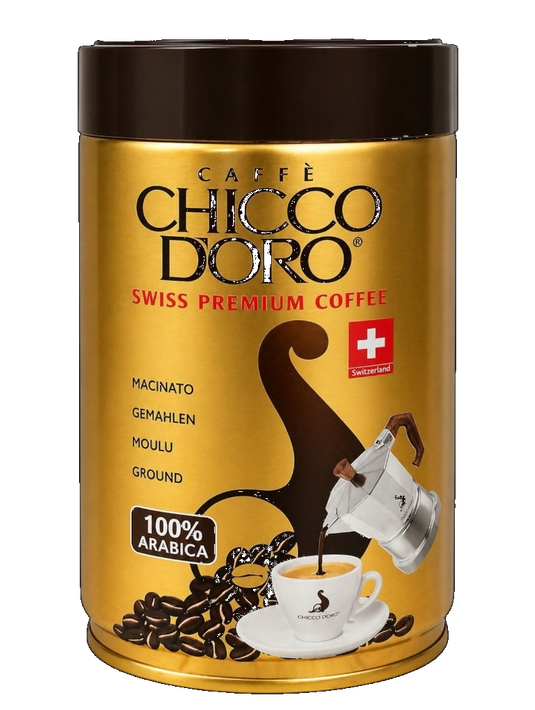 CAFFÈ
CHICCO
D'ORO®
SWISS PREMIUM COFFEE
Switzerland
MACINATO
GEMAHLEN
MOULU
GROUND
100%
ARABICA
CHICCO D'ORO®